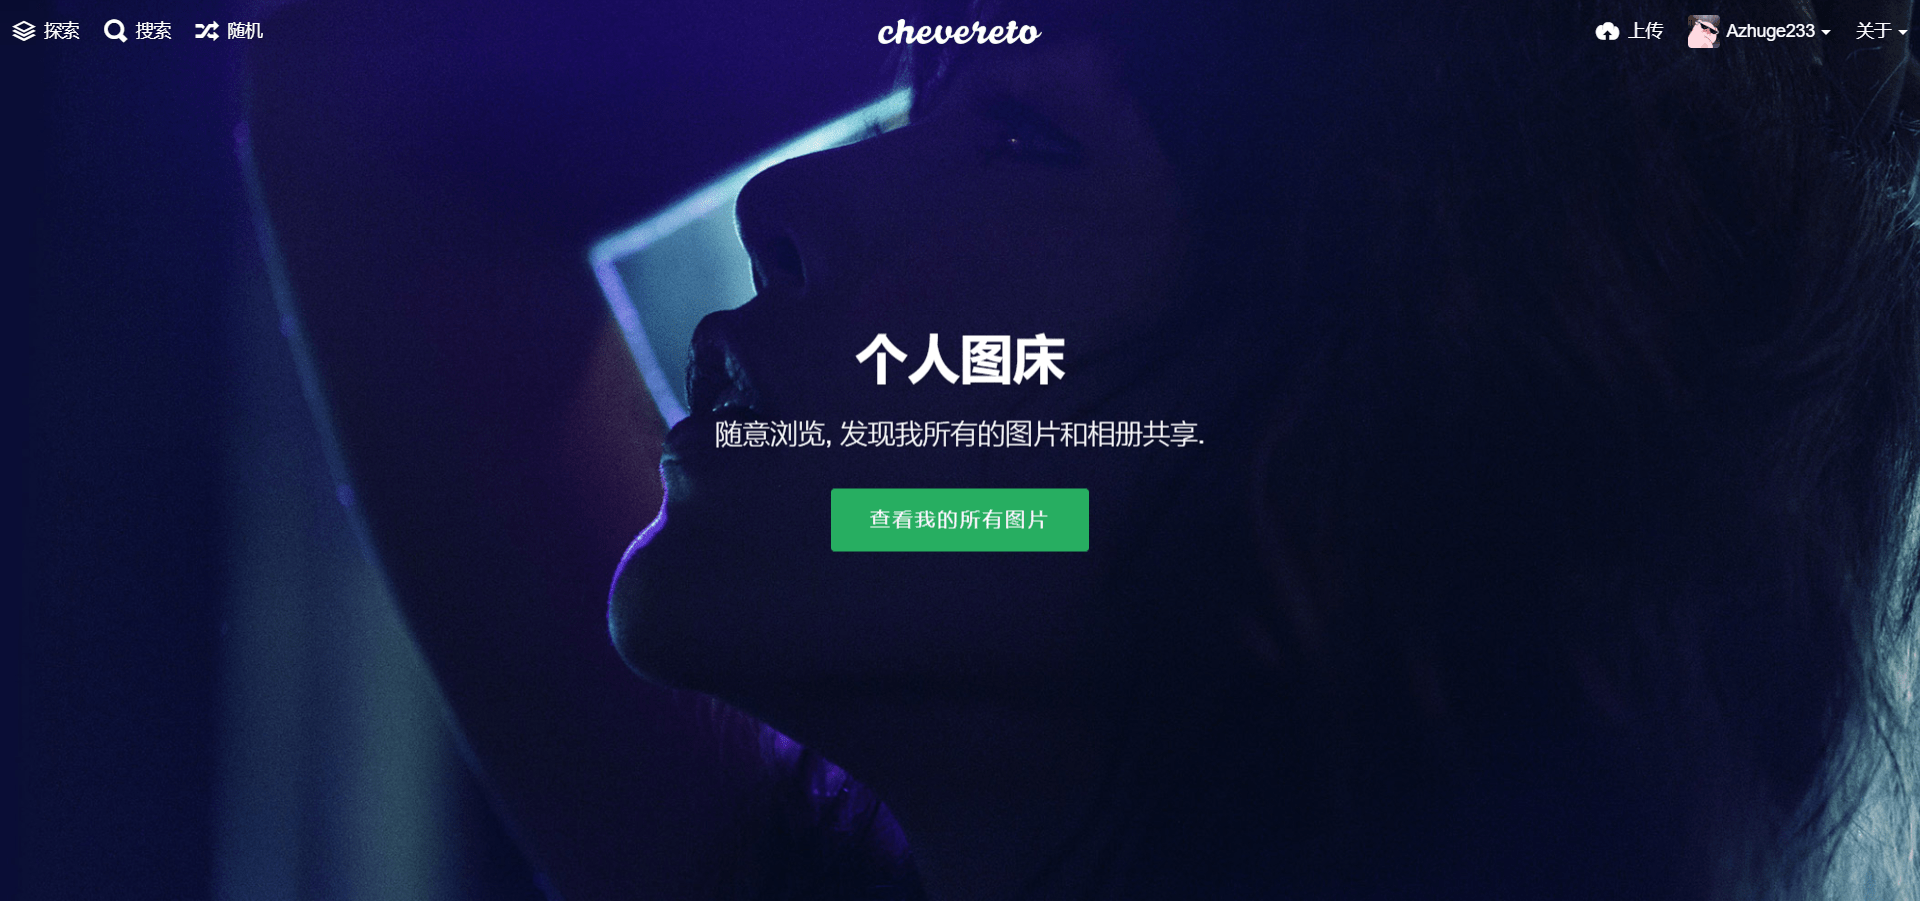 探索 搜索 随机 chevereto 上传 Azhuge233 关于
个人图床
随意浏览, 发现我所有的图片和相册共享.
查看我的所有图片